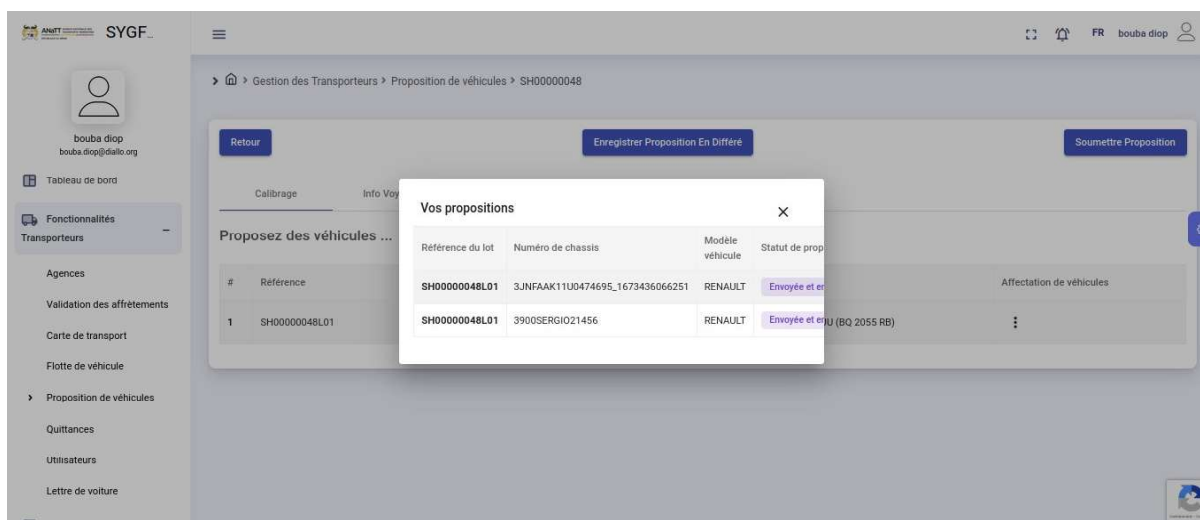 ANaTT
SYGF...
FR bouba diop
Gestion des Transporteurs > Proposition de véhicules > SH00000048
bouba diop
bouba.diop@diallo.org
Retour
Enregistrer Proposition En Différé
Soumettre Proposition
Tableau de bord
Fonctionnalités
Transporteurs
Agences
Validation des affrètements
Carte de transport
Flotte de véhicule
Proposition de véhicules
Quittances
Utilisateurs
Lettre de voiture
Calibrage Info Voy
Proposez des véhicules ...
# Référence Affectation de véhicules
1 SH00000048L01 (BQ 2055 RB)
Vos propositions
Référence du lot Numéro de chassis Modèle véhicule Statut de prop
SH00000048L01 3JNFAAK11U0474695_1673436066251 RENAULT Envoyée et er
SH00000048L01 3900SERGIO21456 RENAULT Envoyée et er